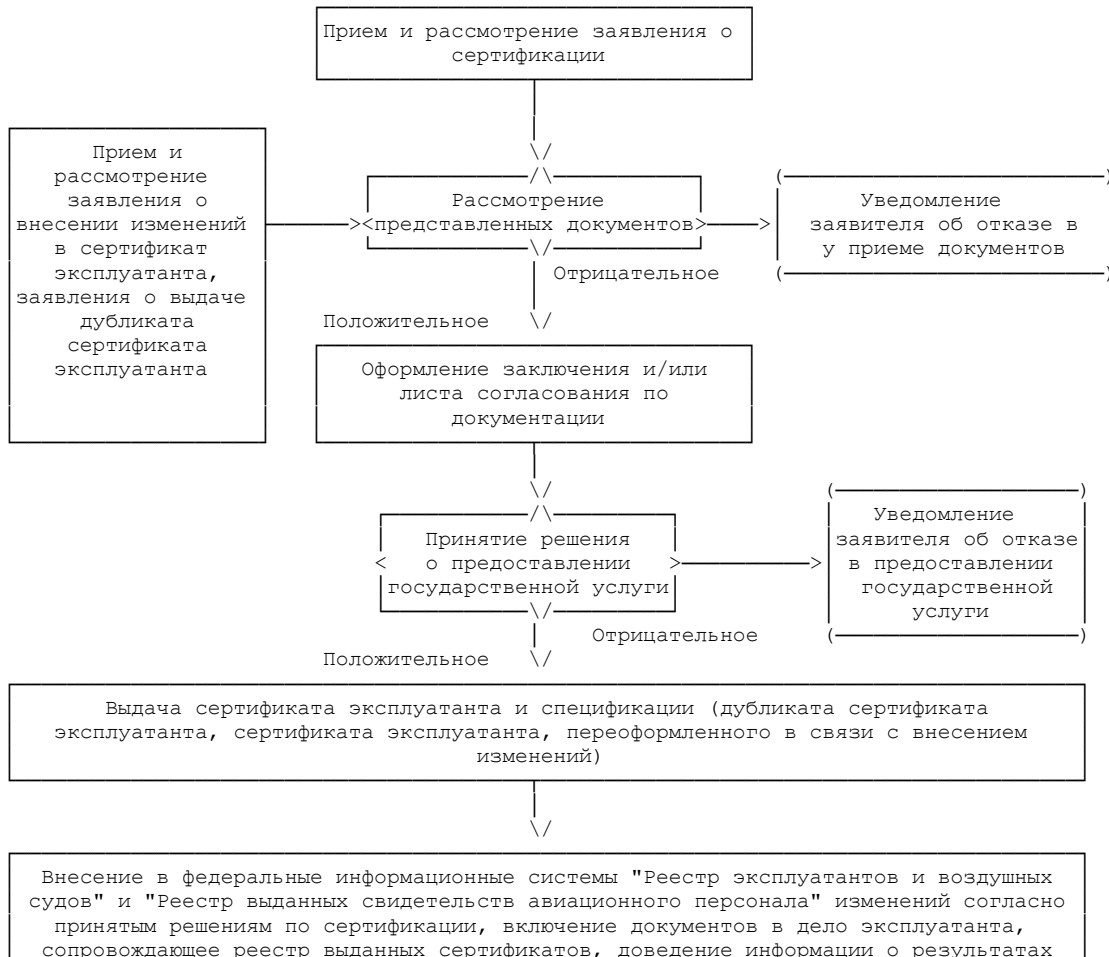 Прием и рассмотрение заявления о
сертификации
Прием и
рассмотрение
заявления о
внесении изменений
в сертификат
эксплуатанта,
заявления о выдаче
дубликата
сертификата
эксплуатанта
Рассмотрение
представленных документов
Уведомление
заявителя об отказе в
у приеме документов
Отрицательное
Положительное
Оформление заключения и/или
листа согласования по
документации
Принятие решения
о предоставлении
государственной услуги
Уведомление
заявителя об отказе
в предоставлении
государственной
услуги
Отрицательное
Положительное
Выдача сертификата эксплуатанта и спецификации (дубликата сертификата
эксплуатанта, сертификата эксплуатанта, переоформленного в связи с внесением
изменений)
Внесение в федеральные информационные системы "Реестр эксплуатантов и воздушных
судов" и "Реестр выданных свидетельств авиационного персонала" изменений согласно
принятым решениям по сертификации, включение документов в дело эксплуатанта,
сопровождающее реестр выданных сертификатов, доведение информации о результатах